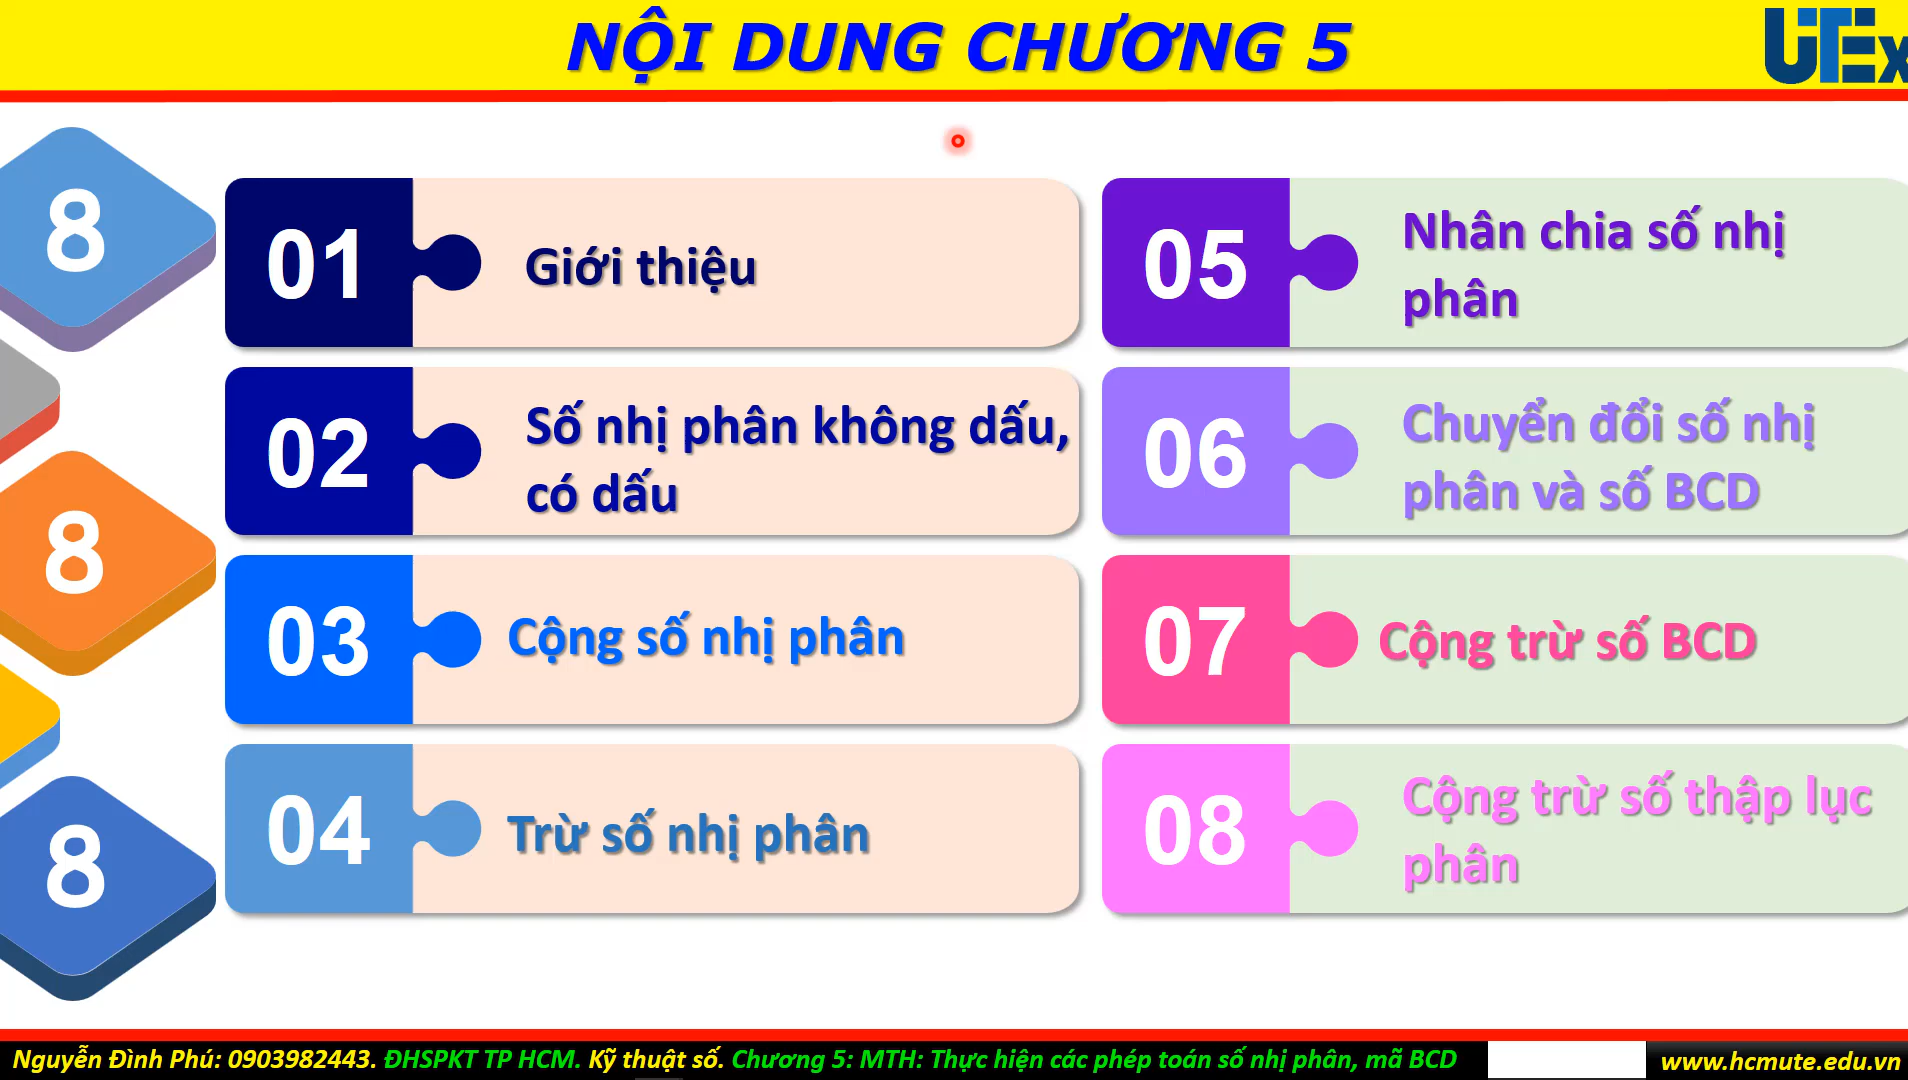 NỘI DUNG CHƯƠNG 5
UTEx
8
8
8
01
Giới thiệu
02
Số nhị phân không dấu,
có dấu
03
Cộng số nhị phân
04
Trừ số nhị phân
05
Nhân chia số nhị
phân
06
Chuyển đổi số nhị
phân và số BCD
07
Cộng trừ số BCD
08
Cộng trừ số thập lục
phân
Nguyễn Đình Phú: 0903982443. ĐHSPKT TP HCM. Kỹ thuật số. Chương 5: MTH: Thực hiện các phép toán số nhị phân, mã BCD
www.hcmute.edu.vn